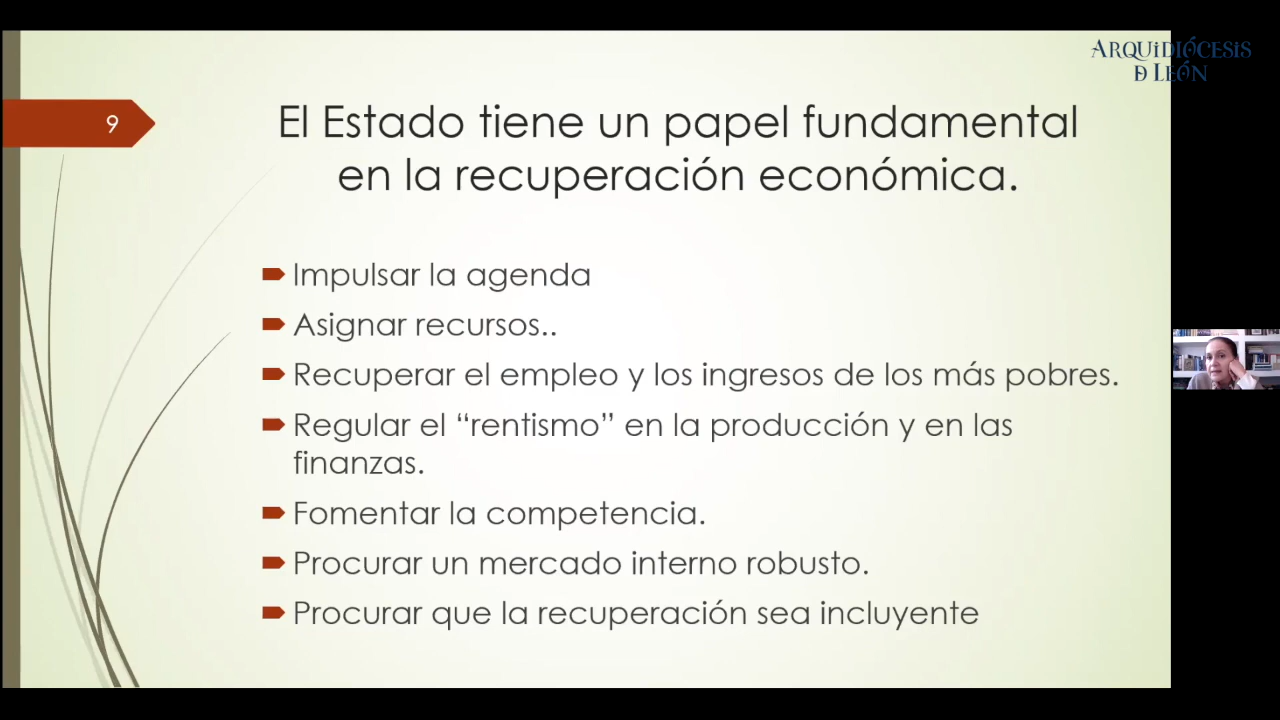 ARQUIDIÓCESIS
D LEÓN
9
El Estado tiene un papel fundamental
en la recuperación económica.
Impulsar la agenda
Asignar recursos..
Recuperar el empleo y los ingresos de los más pobres.
Regular el “rentismo” en la producción y en las
finanzas.
Fomentar la competencia.
Procurar un mercado interno robusto.
Procurar que la recuperación sea incluyente